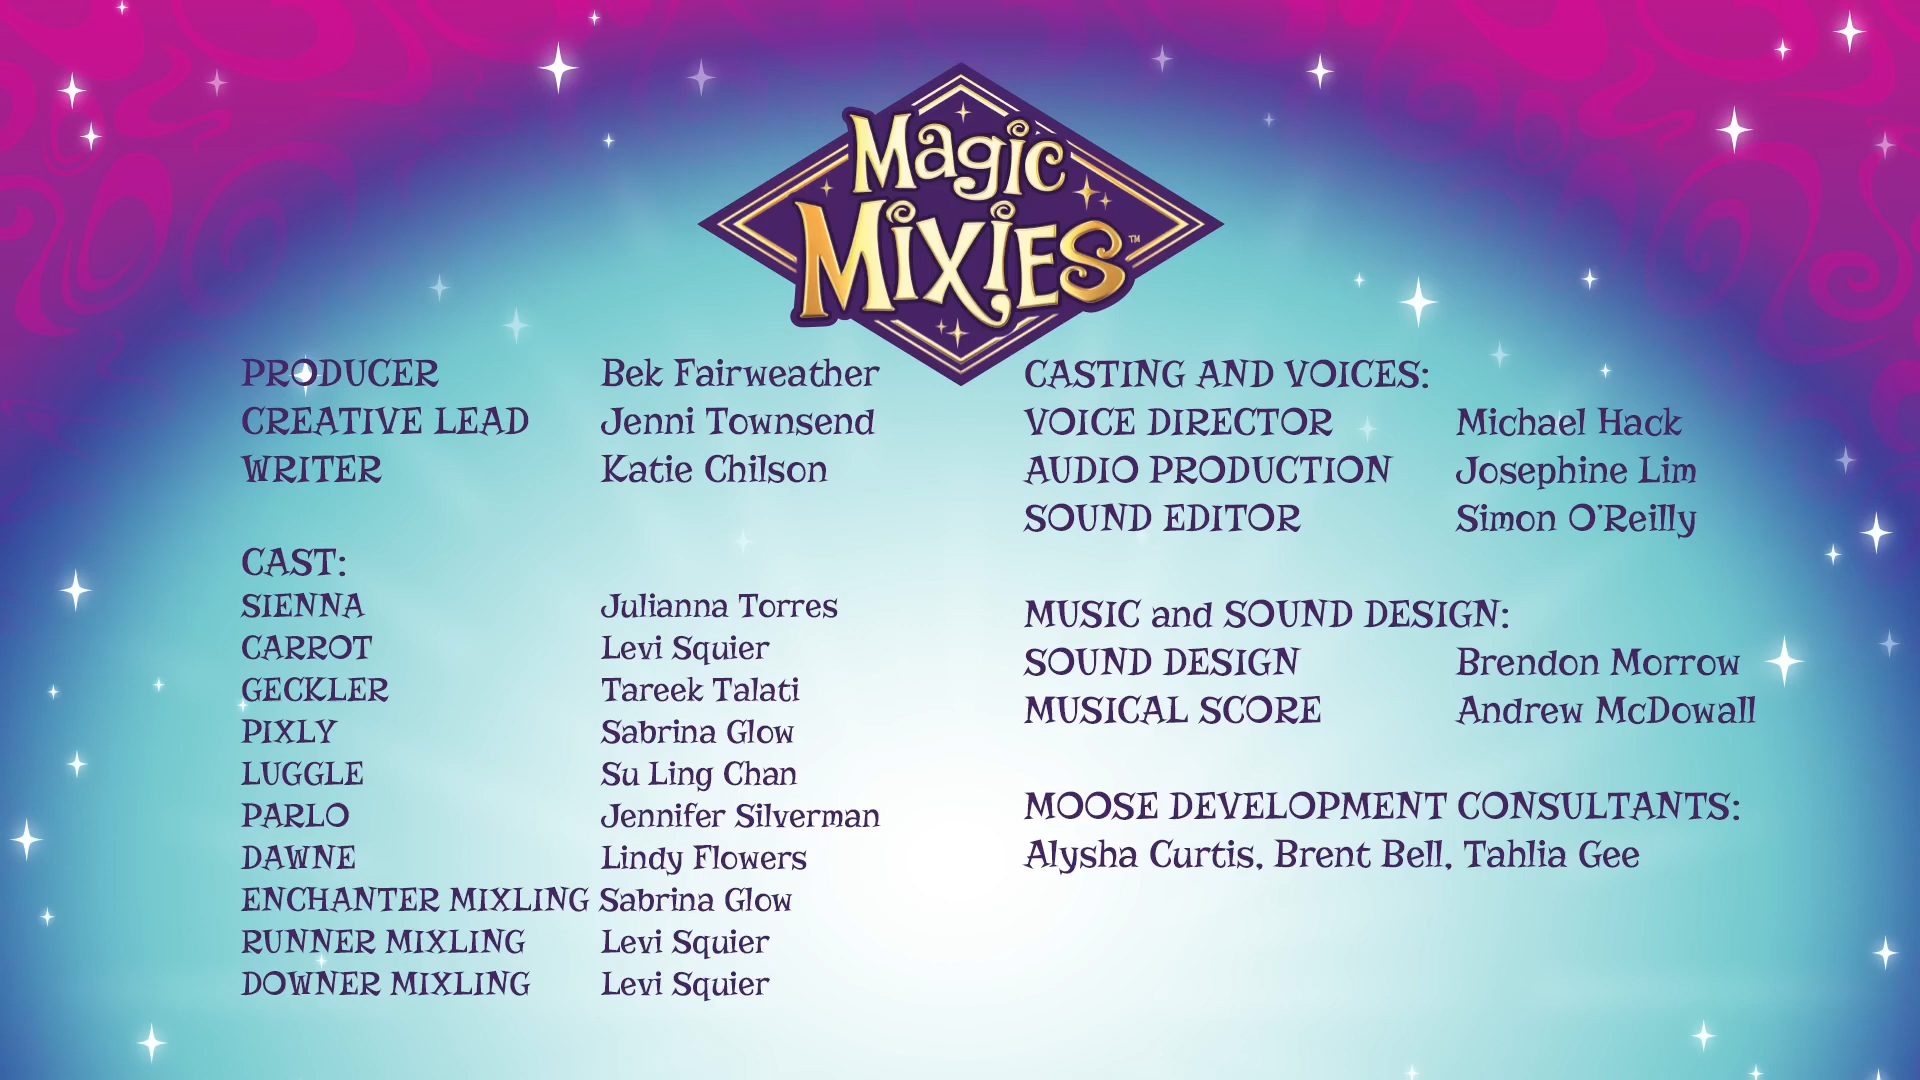 Magic
Mixies™
PRODUCER Bek Fairweather
CREATIVE LEAD Jenni Townsend
WRITER Katie Chilson
CAST:
SIENNA Julianna Torres
CARROT Levi Squier
GECKLER Tareek Talati
PIXLY Sabrina Glow
LUGGLE Su Ling Chan
PARLO Jennifer Silverman
DAWNE Lindy Flowers
ENCHANTER MIXLING Sabrina Glow
RUNNER MIXLING Levi Squier
DOWNER MIXLING Levi Squier
CASTING AND VOICES:
VOICE DIRECTOR Michael Hack
AUDIO PRODUCTION Josephine Lim
SOUND EDITOR Simon O'Reilly
MUSIC and SOUND DESIGN:
SOUND DESIGN Brendon Morrow
MUSICAL SCORE Andrew McDowall
MOOSE DEVELOPMENT CONSULTANTS:
Alysha Curtis, Brent Bell, Tahlia Gee